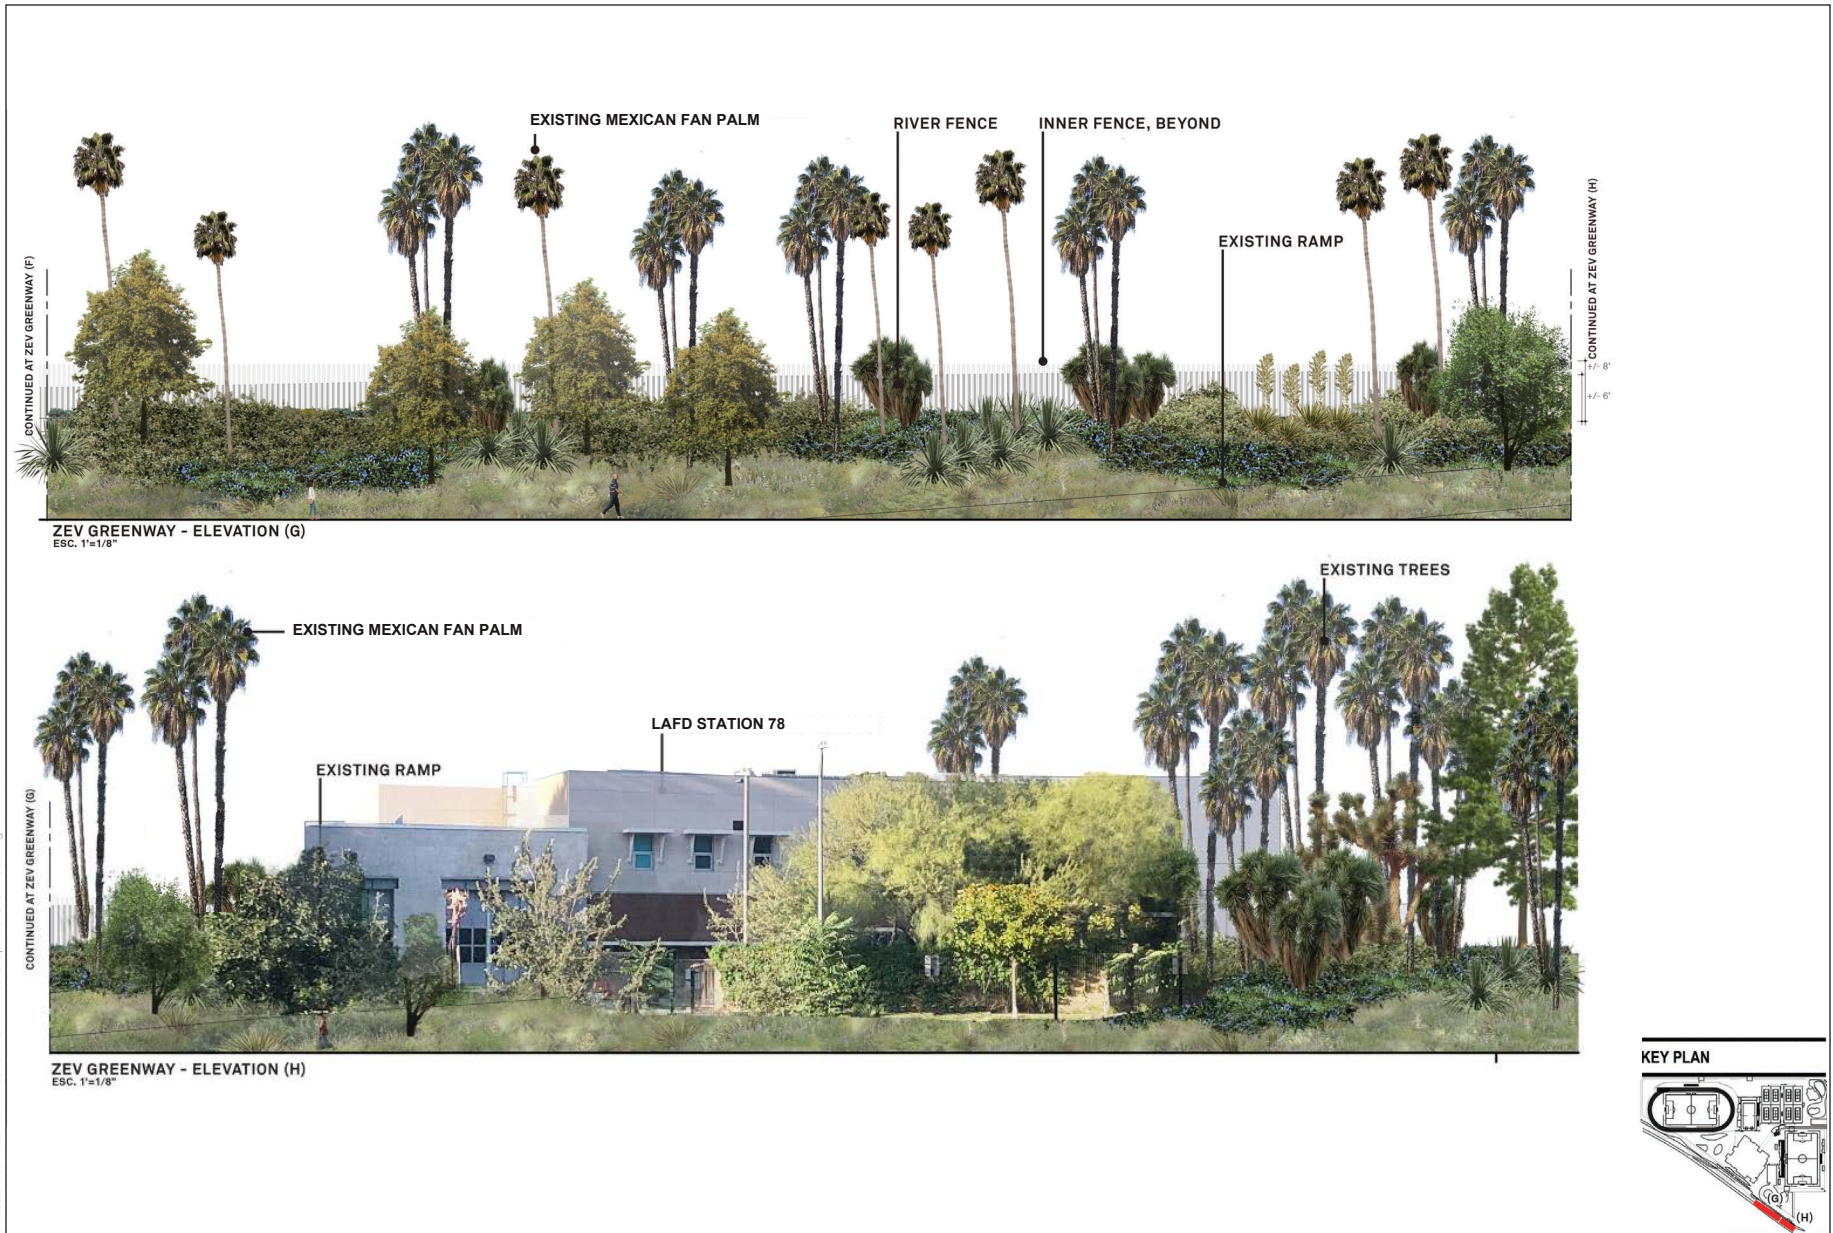 EXISTING MEXICAN FAN PALM
RIVER FENCE
INNER FENCE, BEYOND
EXISTING RAMP
CONTINUED AT ZEV GREENWAY (F)
CONTINUED AT ZEV GREENWAY (H)
+/- 8'
+/- 6'
ZEV GREENWAY - ELEVATION (G)
ESC. 1'=1/8"
EXISTING TREES
EXISTING MEXICAN FAN PALM
LAFD STATION 78
EXISTING RAMP
CONTINUED AT ZEV GREENWAY (G)
ZEV GREENWAY - ELEVATION (H)
ESC. 1'=1/8"
KEY PLAN
(G)
(H)